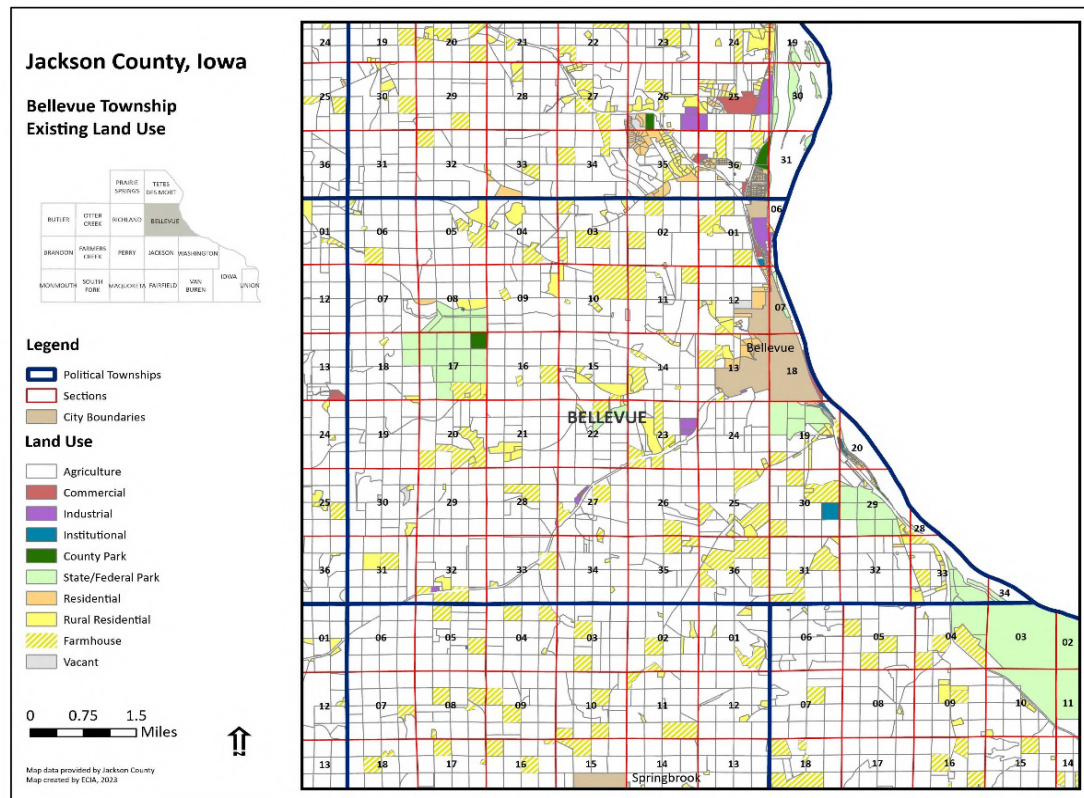 Jackson County, Iowa
Bellevue Township
Existing Land Use
PRAIRIE
SPRINGS
TETES
DES MORT
BUTLER
OTTER
CREEK
RICHLAND
BELLEVUE
BRANDON
FARMERS
CREEK
PERRY
JACKSON
WASHINGTON
MONMOUTH
SOUTH
FORK
MAQUOKETA
FAIRFIELD
VAN
BUREN
IOWA
UNION
Legend
Political Townships
Sections
City Boundaries
Land Use
Agriculture
Commercial
Industrial
Institutional
County Park
State/Federal Park
Residential
Rural Residential
Farmhouse
Vacant
0 0.75 1.5
Miles
N
Map data provided by Jackson County
Map created by ECIA, 2023
24 19 20 21 22 23 24 19
25 30 29 28 27 26 25 30
36 31 32 33 34 35 36 31
01 06 05 04 03 02 01 06
12 07 08 09 10 11 12 07
Bellevue
13 18 17 16 15 14 13 18
BELLEVUE
24 19 20 21 22 23 24 19 20
25 30 29 28 27 26 25 30 29 28
36 31 32 33 34 35 36 31 32 33 34
01 06 05 04 03 02 01 06 05 04 03 02
12 07 08 09 10 11 12 07 08 09 10 11
13 18 17 16 15 14 13 18 17 16 15 14
Springbrook